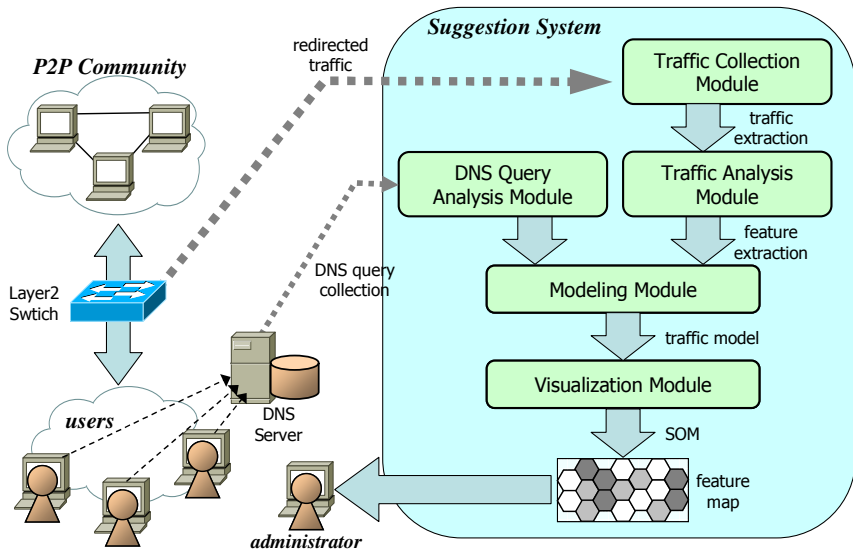 Suggestion System
redirected
traffic
P2P Community
Traffic Collection
Module
traffic
extraction
DNS Query
Analysis Module
Traffic Analysis
Module
feature
extraction
DNS query
collection
Layer2
Swtich
Modeling Module
traffic model
Visualization Module
users
DNS
Server
SOM
feature
map
administrator